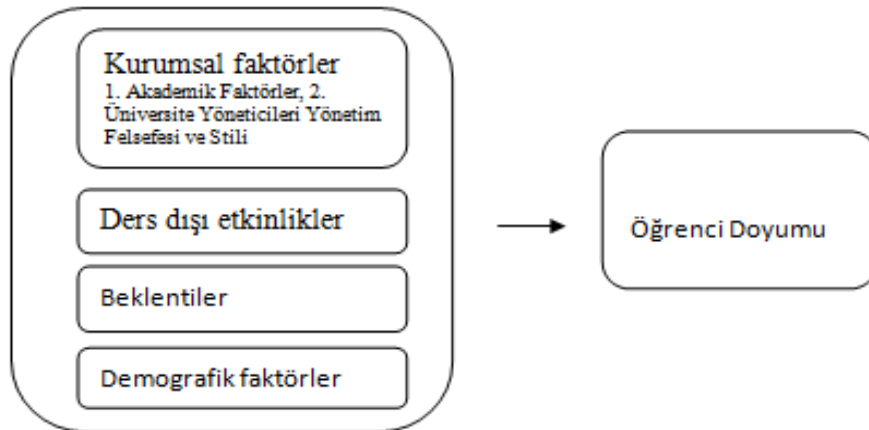 Kurumsal faktörler
1. Akademik Faktörler, 2.
Üniversite Yöneticileri Yönetim
Felsefesi ve Stili
Ders dışı etkinlikler
Beklentiler
Demografik faktörler
Öğrenci Doyumu